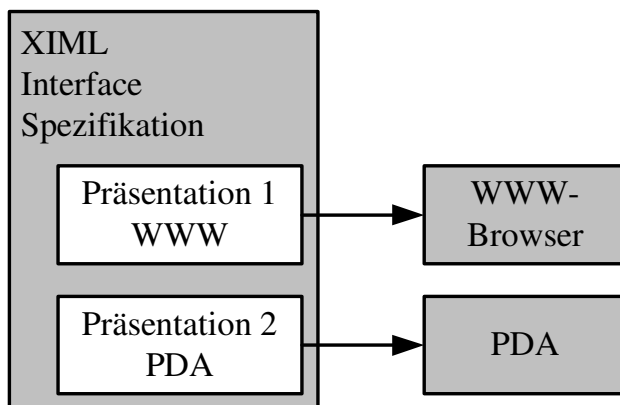 XIML
Interface
Spezifikation
Präsentation 1
WWW
WWW-
Browser
Präsentation 2
PDA
PDA